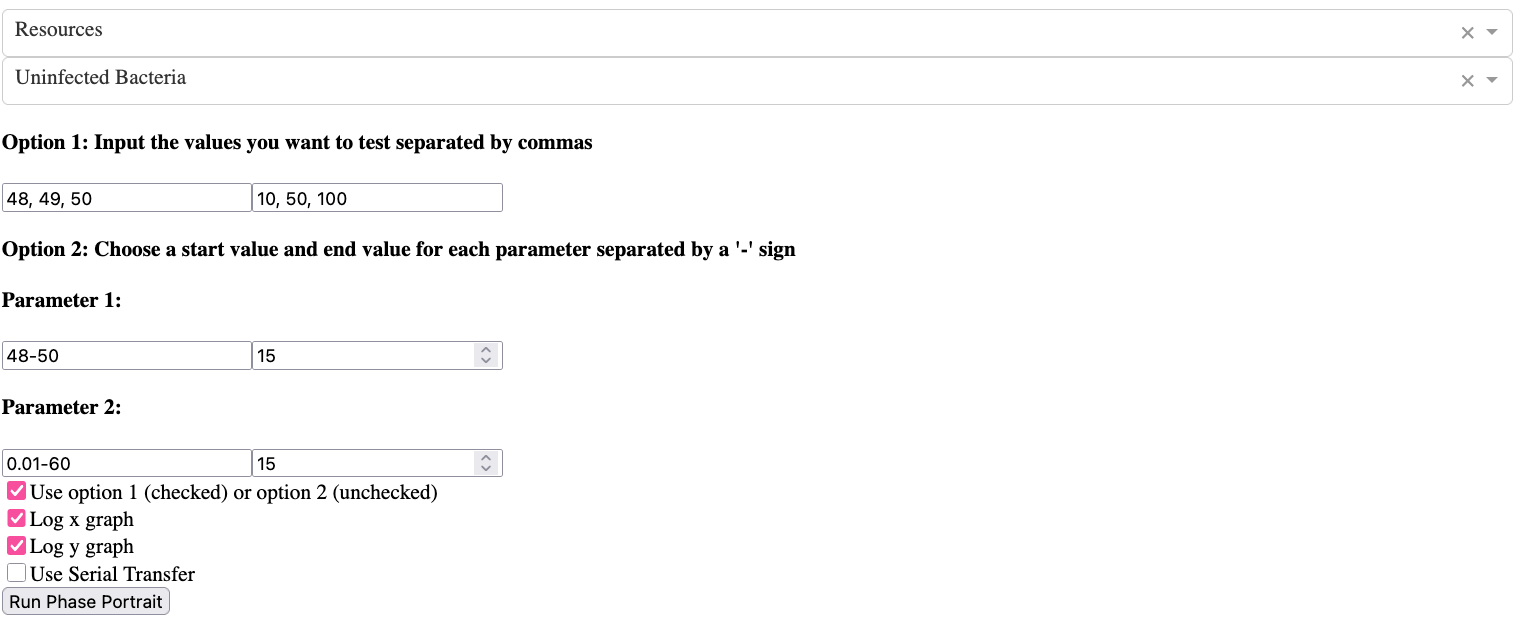 Resources
Uninfected Bacteria
Option 1: Input the values you want to test separated by commas
48, 49, 50 10, 50, 100
Option 2: Choose a start value and end value for each parameter separated by a '-' sign
Parameter 1:
48-50 15
Parameter 2:
0.01-60 15
Use option 1 (checked) or option 2 (unchecked)
Log x graph
Log y graph
Use Serial Transfer
Run Phase Portrait